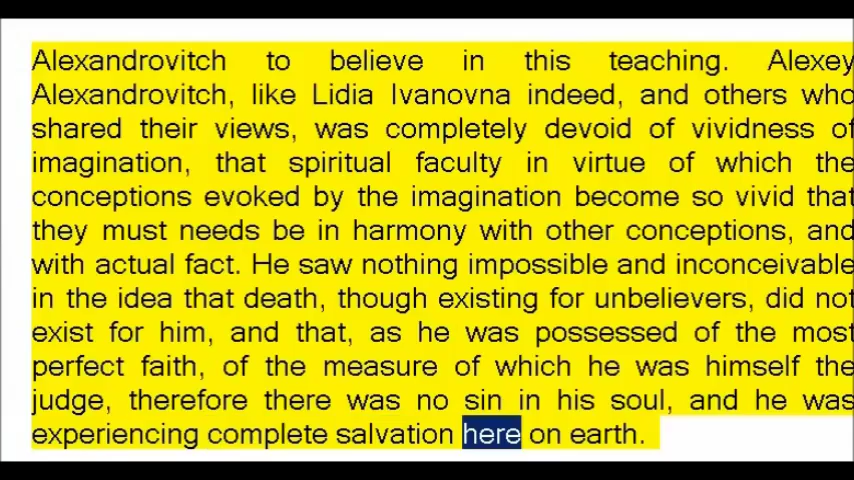 Alexandrovitch to believe in this teaching. Alexey
Alexandrovitch, like Lidia Ivanovna indeed, and others who
shared their views, was completely devoid of vividness of
imagination, that spiritual faculty in virtue of which the
conceptions evoked by the imagination become so vivid that
they must needs be in harmony with other conceptions, and
with actual fact. He saw nothing impossible and inconceivable
in the idea that death, though existing for unbelievers, did not
exist for him, and that, as he was possessed of the most
perfect faith, of the measure of which he was himself the
judge, therefore there was no sin in his soul, and he was
experiencing complete salvation here on earth.